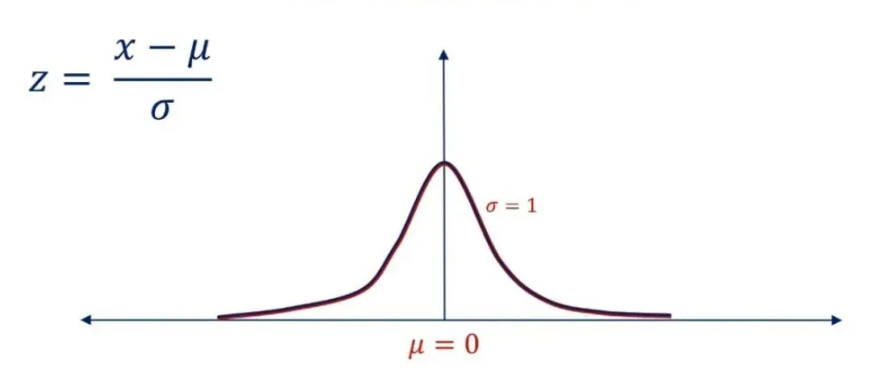 z = (x − μ) / σ
σ = 1
μ = 0